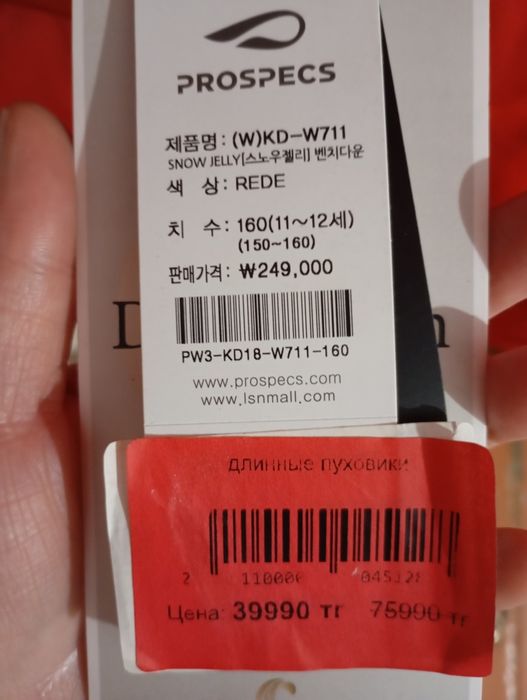 PROSPECS
제품명: (W)KD-W711
SNOW JELLY[스노우젤리] 벤치다운
색 상: REDE
치 수: 160(11~12세)
(150~160)
판매가격: ₩249,000
D n
PW3-KD18-W711-160
www.prospecs.com
www.lsnmall.com
длинные пуховики
2 110000
Цена: 39990 тг 75990 тг